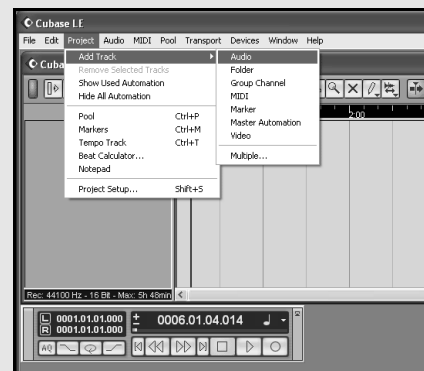 Cubase LE
File Edit Project Audio MIDI Pool Transport Devices Window Help
Cuba
Add Track
Remove Selected Tracks
Show Used Automation
Hide All Automation
Pool Ctrl+P
Markers Ctrl+M
Tempo Track Ctrl+T
Beat Calculator...
Notepad
Project Setup... Shift+S
Audio
Folder
Group Channel
MIDI
Marker
Master Automation
Video
Multiple...
2:00
Rec: 44100 Hz - 16 Bit - Max: 5h 48min
L 0001.01.01.000
R 0001.01.01.000
0006.01.04.014
AQ